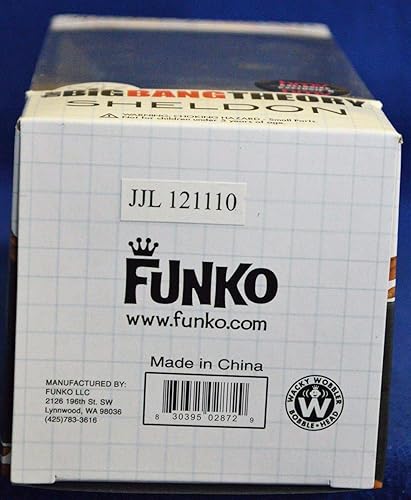 THE BIG BANG THEORY
SHELDON
⚠ WARNING: CHOKING HAZARD - Small Parts.
Not for children under 3 years of age.
JJL 121110
FUNKO
www.funko.com
Made in China
MANUFACTURED BY:
FUNKO LLC
2126 196th St. SW
Lynnwood, WA 98036
(425)783-3616
8 30395 02872 9
WACKY WOBBLER
W
BOBBLE-HEAD